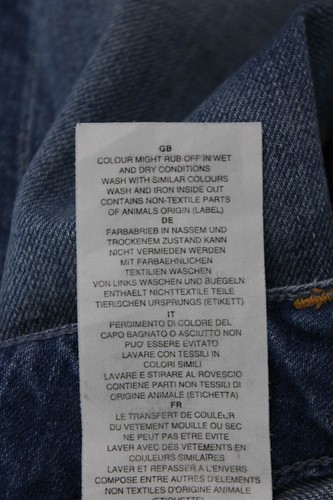 GB
COLOUR MIGHT RUB OFF IN WET
AND DRY CONDITIONS
WASH WITH SIMILAR COLOURS
WASH AND IRON INSIDE OUT
CONTAINS NON-TEXTILE PARTS
OF ANIMALS ORIGIN (LABEL)
DE
FARBABRIEB IN NASSEM UND
TROCKENEM ZUSTAND KANN
NICHT VERMIEDEN WERDEN
MIT FARBAEHNLICHEN
TEXTILIEN WASCHEN
VON LINKS WASCHEN UND BUEGELN
ENTHAELT NICHTTEXTILE TEILE
TIERISCHEN URSPRUNGS (ETIKETT)
IT
PERDIMENTO DI COLORE DEL
CAPO BAGNATO O ASCIUTTO NON
PUO' ESSERE EVITATO
LAVARE CON TESSILI IN
COLORI SIMILI
LAVARE E STIRARE AL ROVESCIO
CONTIENE PARTI NON TESSILI DI
ORIGINE ANIMALE (ETICHETTA)
FR
LE TRANSFERT DE COULEUR
DU VETEMENT MOUILLE OU SEC
NE PEUT PAS ETRE EVITE
LAVER AVEC DES VÊTEMENTS EN
COULEURS SIMILAIRES
LAVER ET REPASSER A L'ENVERS
COMPOSE ENTRE AUTRES D'ELEMENTS
NON TEXTILES D'ORIGINE ANIMALE
(ETIQUETTE)